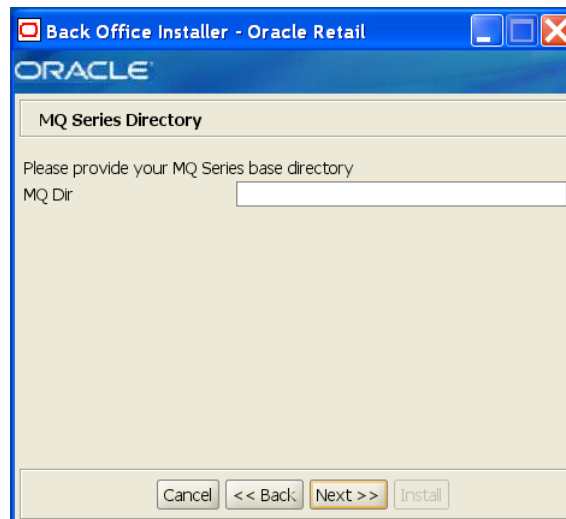 Back Office Installer - Oracle Retail
ORACLE
MQ Series Directory
Please provide your MQ Series base directory
MQ Dir
Cancel << Back Next >> Install